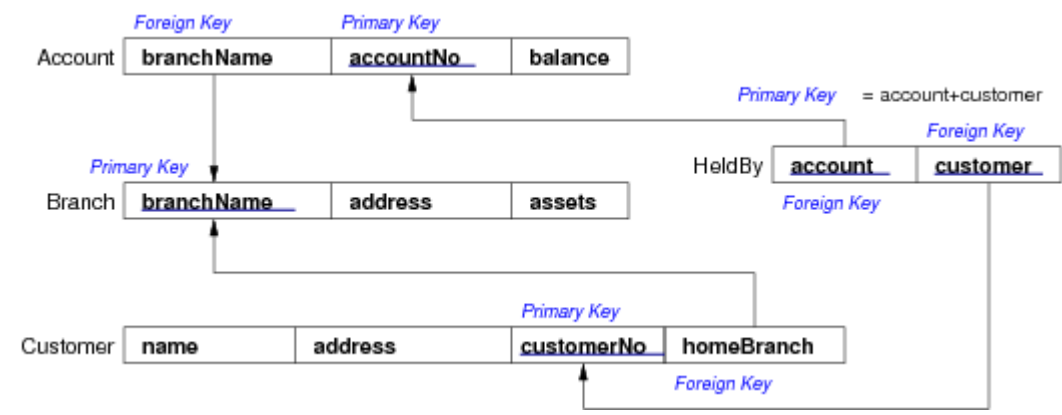 Foreign Key Primary Key
Account branchName accountNo balance
Primary Key = account+customer
Foreign Key
Primary Key HeldBy account customer
Branch branchName address assets Foreign Key
Primary Key
Customer name address customerNo homeBranch
Foreign Key